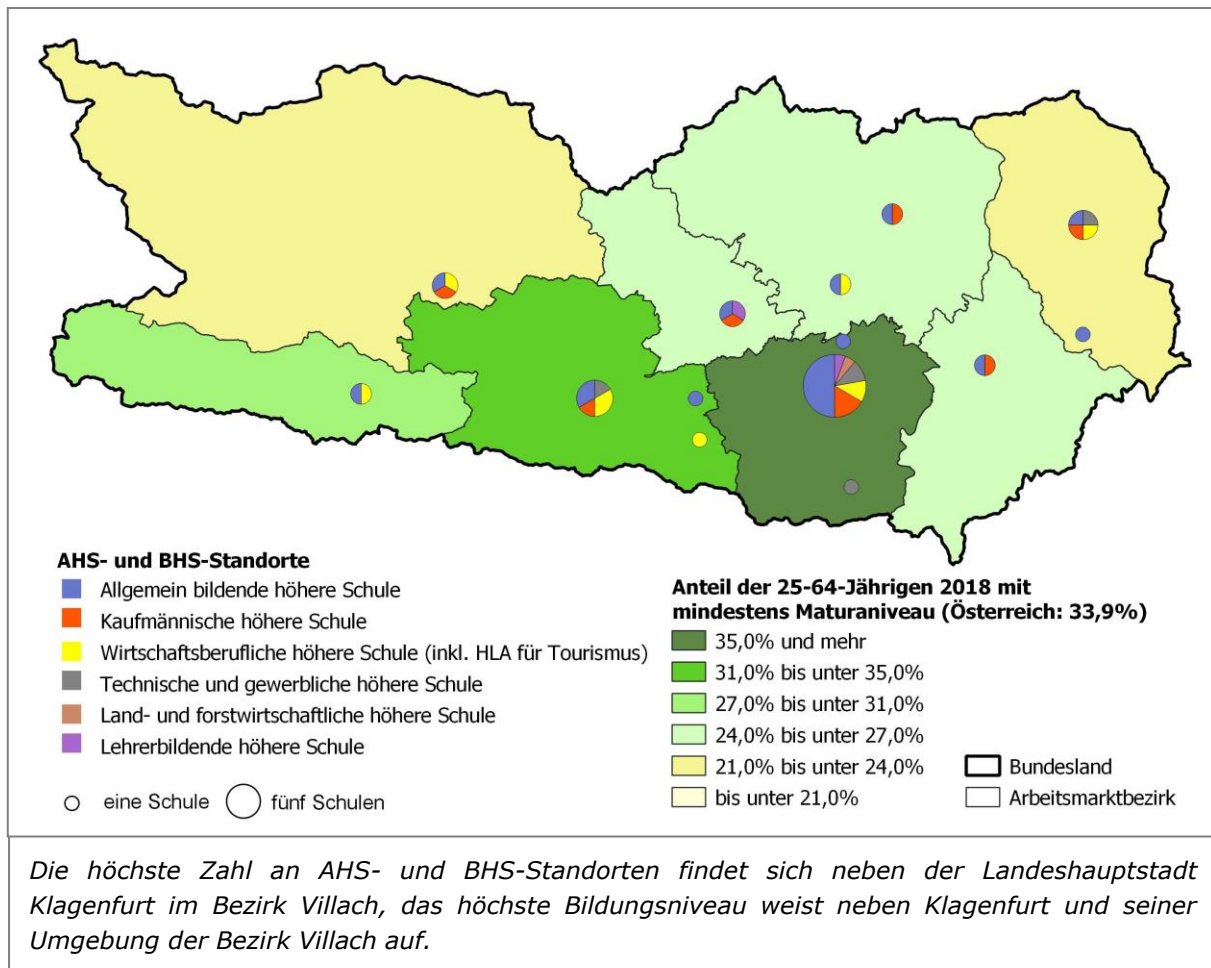 AHS- und BHS-Standorte
Allgemein bildende höhere Schule
Kaufmännische höhere Schule
Wirtschaftsberufliche höhere Schule (inkl. HLA für Tourismus)
Technische und gewerbliche höhere Schule
Land- und forstwirtschaftliche höhere Schule
Lehrerbildende höhere Schule
eine Schule
fünf Schulen
Anteil der 25-64-Jährigen 2018 mit
mindestens Maturaniveau (Österreich: 33,9%)
35,0% und mehr
31,0% bis unter 35,0%
27,0% bis unter 31,0%
24,0% bis unter 27,0%
21,0% bis unter 24,0%
bis unter 21,0%
Bundesland
Arbeitsmarktbezirk
Die höchste Zahl an AHS- und BHS-Standorten findet sich neben der Landeshauptstadt
Klagenfurt im Bezirk Villach, das höchste Bildungsniveau weist neben Klagenfurt und seiner
Umgebung der Bezirk Villach auf.